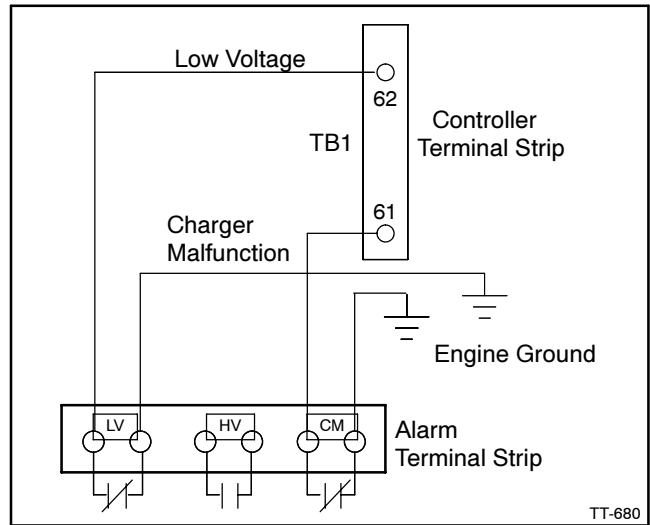 Low Voltage
62
Controller
Terminal Strip
TB1
61
Charger
Malfunction
Engine Ground
LV
HV
CM
Alarm
Terminal Strip
TT-680